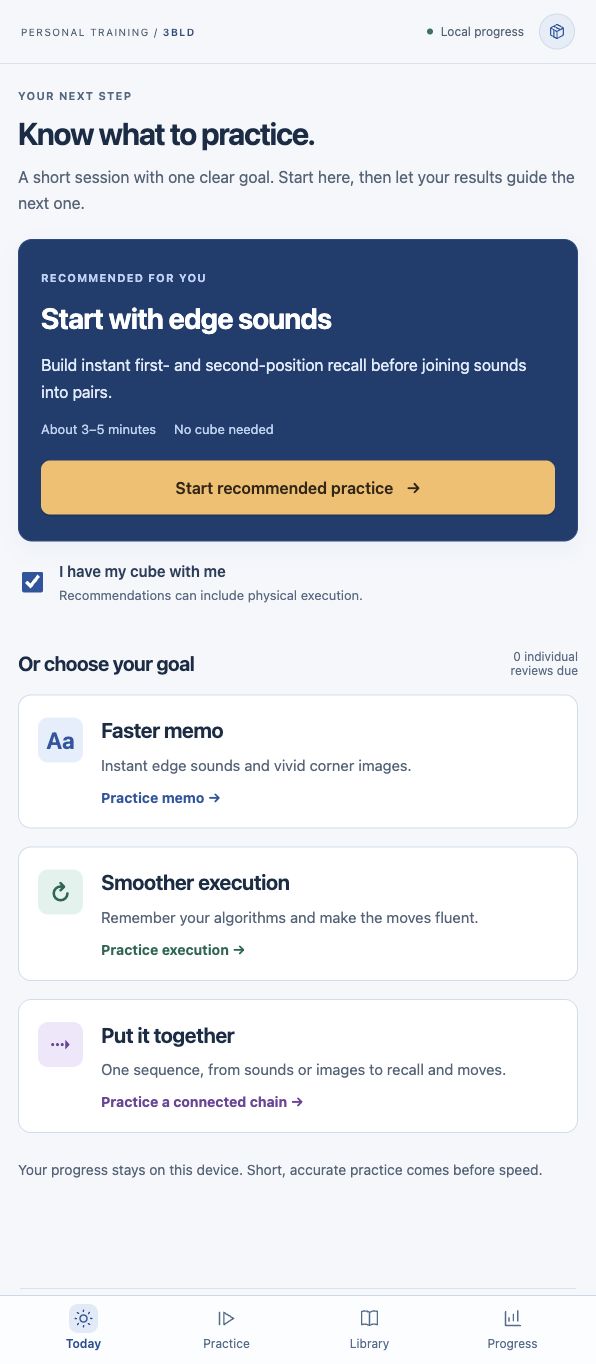 PERSONAL TRAINING / 3BLD
Local progress
YOUR NEXT STEP
Know what to practice.
A short session with one clear goal. Start here, then let your results guide the
next one.
RECOMMENDED FOR YOU
Start with edge sounds
Build instant first- and second-position recall before joining sounds
into pairs.
About 3–5 minutes No cube needed
Start recommended practice →
I have my cube with me
Recommendations can include physical execution.
Or choose your goal
0 individual
reviews due
Aa
Faster memo
Instant edge sounds and vivid corner images.
Practice memo →
Smoother execution
Remember your algorithms and make the moves fluent.
Practice execution →
Put it together
One sequence, from sounds or images to recall and moves.
Practice a connected chain →
Your progress stays on this device. Short, accurate practice comes before speed.
Today
Practice
Library
Progress